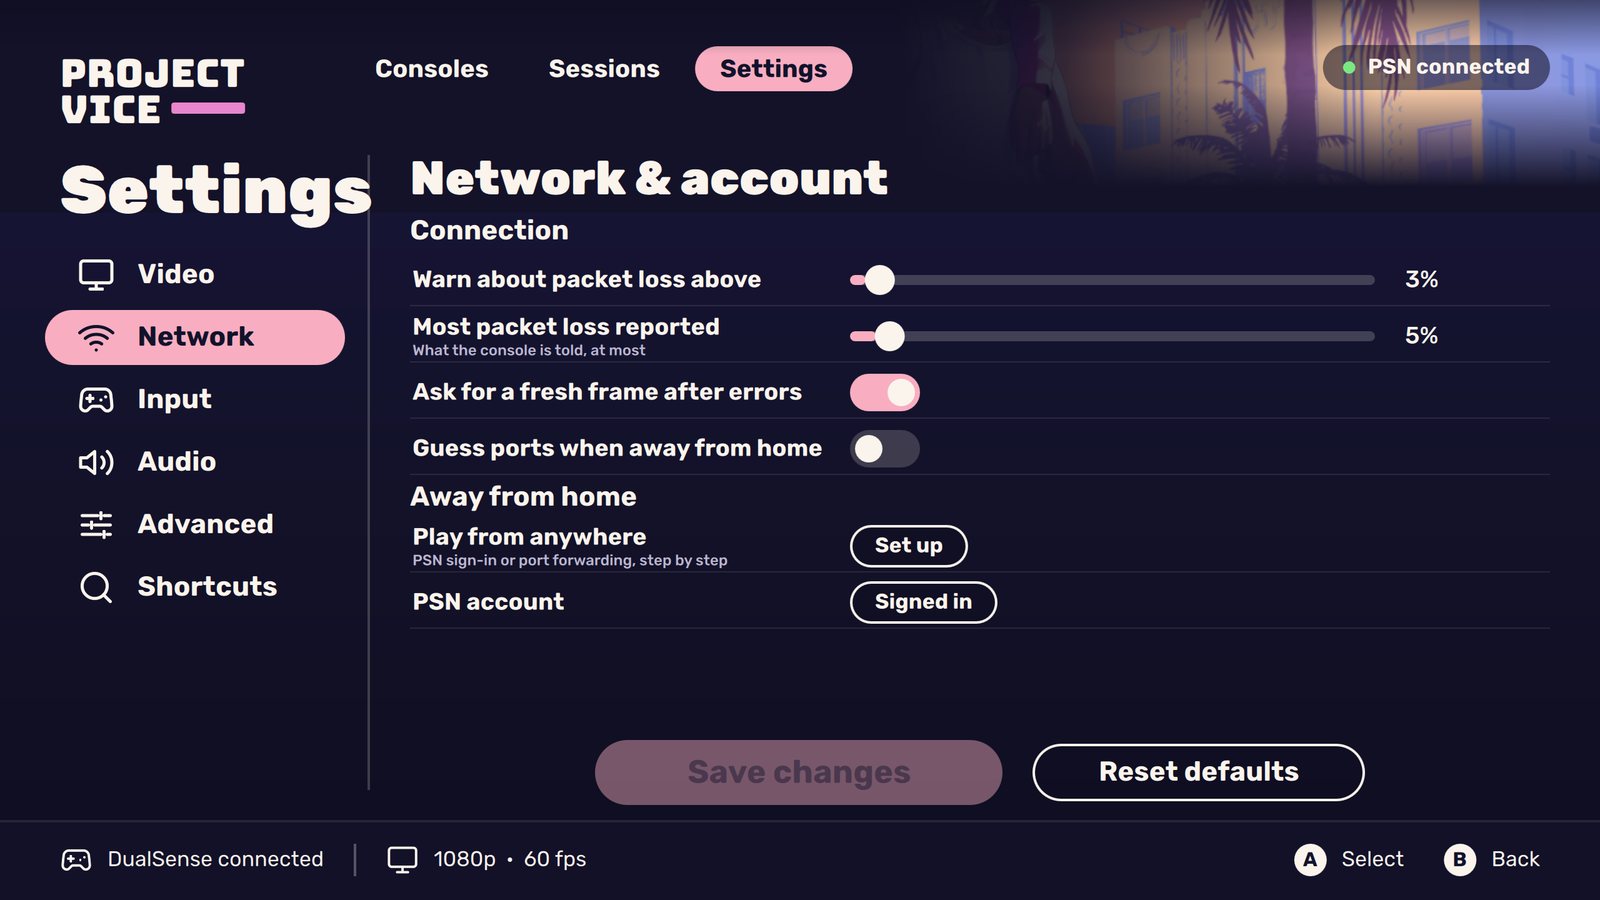 PROJECT
VICE
Consoles
Sessions
Settings
PSN connected
Settings
Video
Network
Input
Audio
Advanced
Shortcuts
Network & account
Connection
Warn about packet loss above
3%
Most packet loss reported
What the console is told, at most
5%
Ask for a fresh frame after errors
Guess ports when away from home
Away from home
Play from anywhere
PSN sign-in or port forwarding, step by step
Set up
PSN account
Signed in
Save changes
Reset defaults
DualSense connected
1080p • 60 fps
A Select
B Back